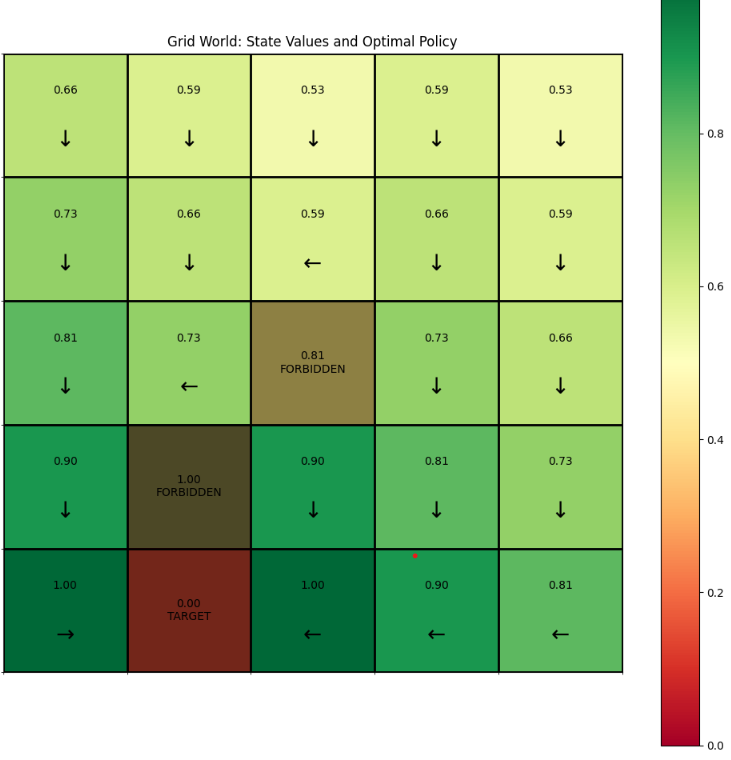 Grid World: State Values and Optimal Policy
0.66 0.59 0.53 0.59 0.53
↓ ↓ ↓ ↓ ↓
0.73 0.66 0.59 0.66 0.59
↓ ↓ ← ↓ ↓
0.81 0.73 0.81 0.73 0.66
FORBIDDEN
↓ ← ↓ ↓
0.90 1.00 0.90 0.81 0.73
FORBIDDEN
↓ ↓ ↓ ↓
1.00 0.00 1.00 0.90 0.81
TARGET
→ ← ← ←
0.8
0.6
0.4
0.2
0.0